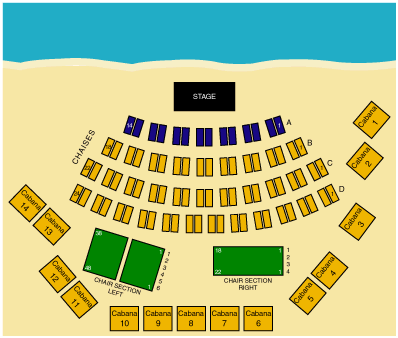 STAGE
A
CHAISES
B
C
D
Cabana
1
Cabana
2
Cabana
3
Cabana
4
Cabana
5
Cabana
6
Cabana
7
Cabana
8
Cabana
9
Cabana
10
Cabana
11
Cabana
12
Cabana
13
Cabana
14
1
2
3
4
5
6
1
CHAIR SECTION
LEFT
18
1
22
1
1
2
3
4
CHAIR SECTION
RIGHT